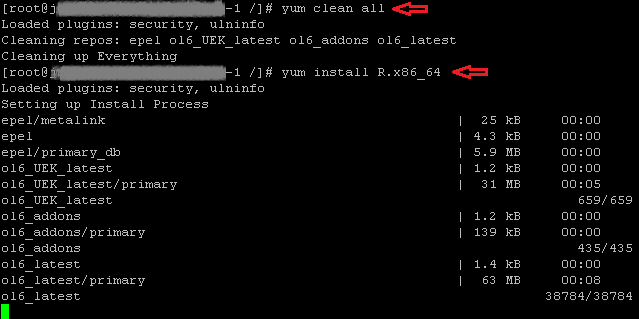 [root@j -1 /]# yum clean all
Loaded plugins: security, ulninfo
Cleaning repos: epel ol6_UEK_latest ol6_addons ol6_latest
Cleaning up Everything
[root@j -1 /]# yum install R.x86_64
Loaded plugins: security, ulninfo
Setting up Install Process
epel/metalink | 25 kB 00:00
epel | 4.3 kB 00:00
epel/primary_db | 5.9 MB 00:00
ol6_UEK_latest | 1.2 kB 00:00
ol6_UEK_latest/primary | 31 MB 00:05
ol6_UEK_latest 659/659
ol6_addons | 1.2 kB 00:00
ol6_addons/primary | 139 kB 00:00
ol6_addons 435/435
ol6_latest | 1.4 kB 00:00
ol6_latest/primary | 63 MB 00:08
ol6_latest 38784/38784